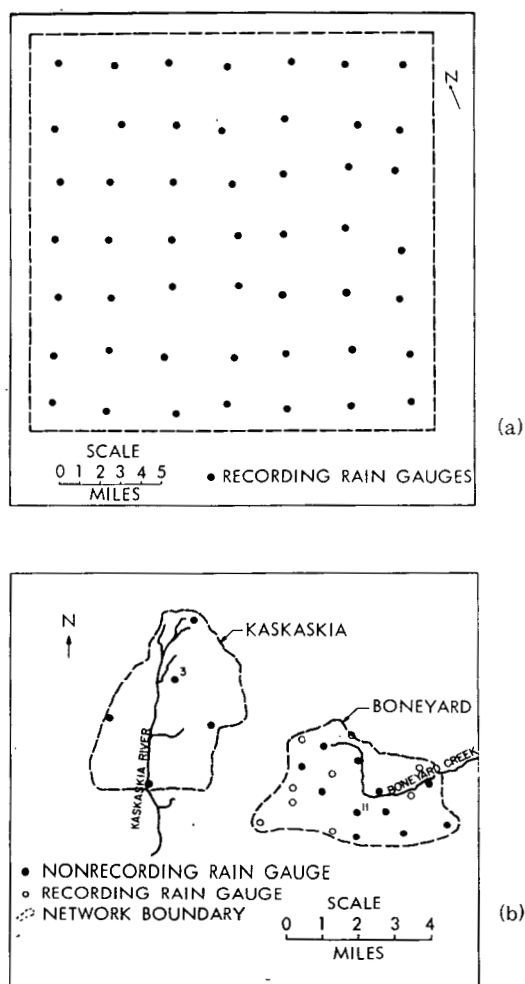 N
(a)
SCALE
0 1 2 3 4 5
MILES
● RECORDING RAIN GAUGES
N
KASKASKIA
3
BONEYARD
KASKASKIA RIVER
BONEYARD CREEK
11
● NONRECORDING RAIN GAUGE
○ RECORDING RAIN GAUGE
NETWORK BOUNDARY
SCALE
0 1 2 3 4
MILES
(b)